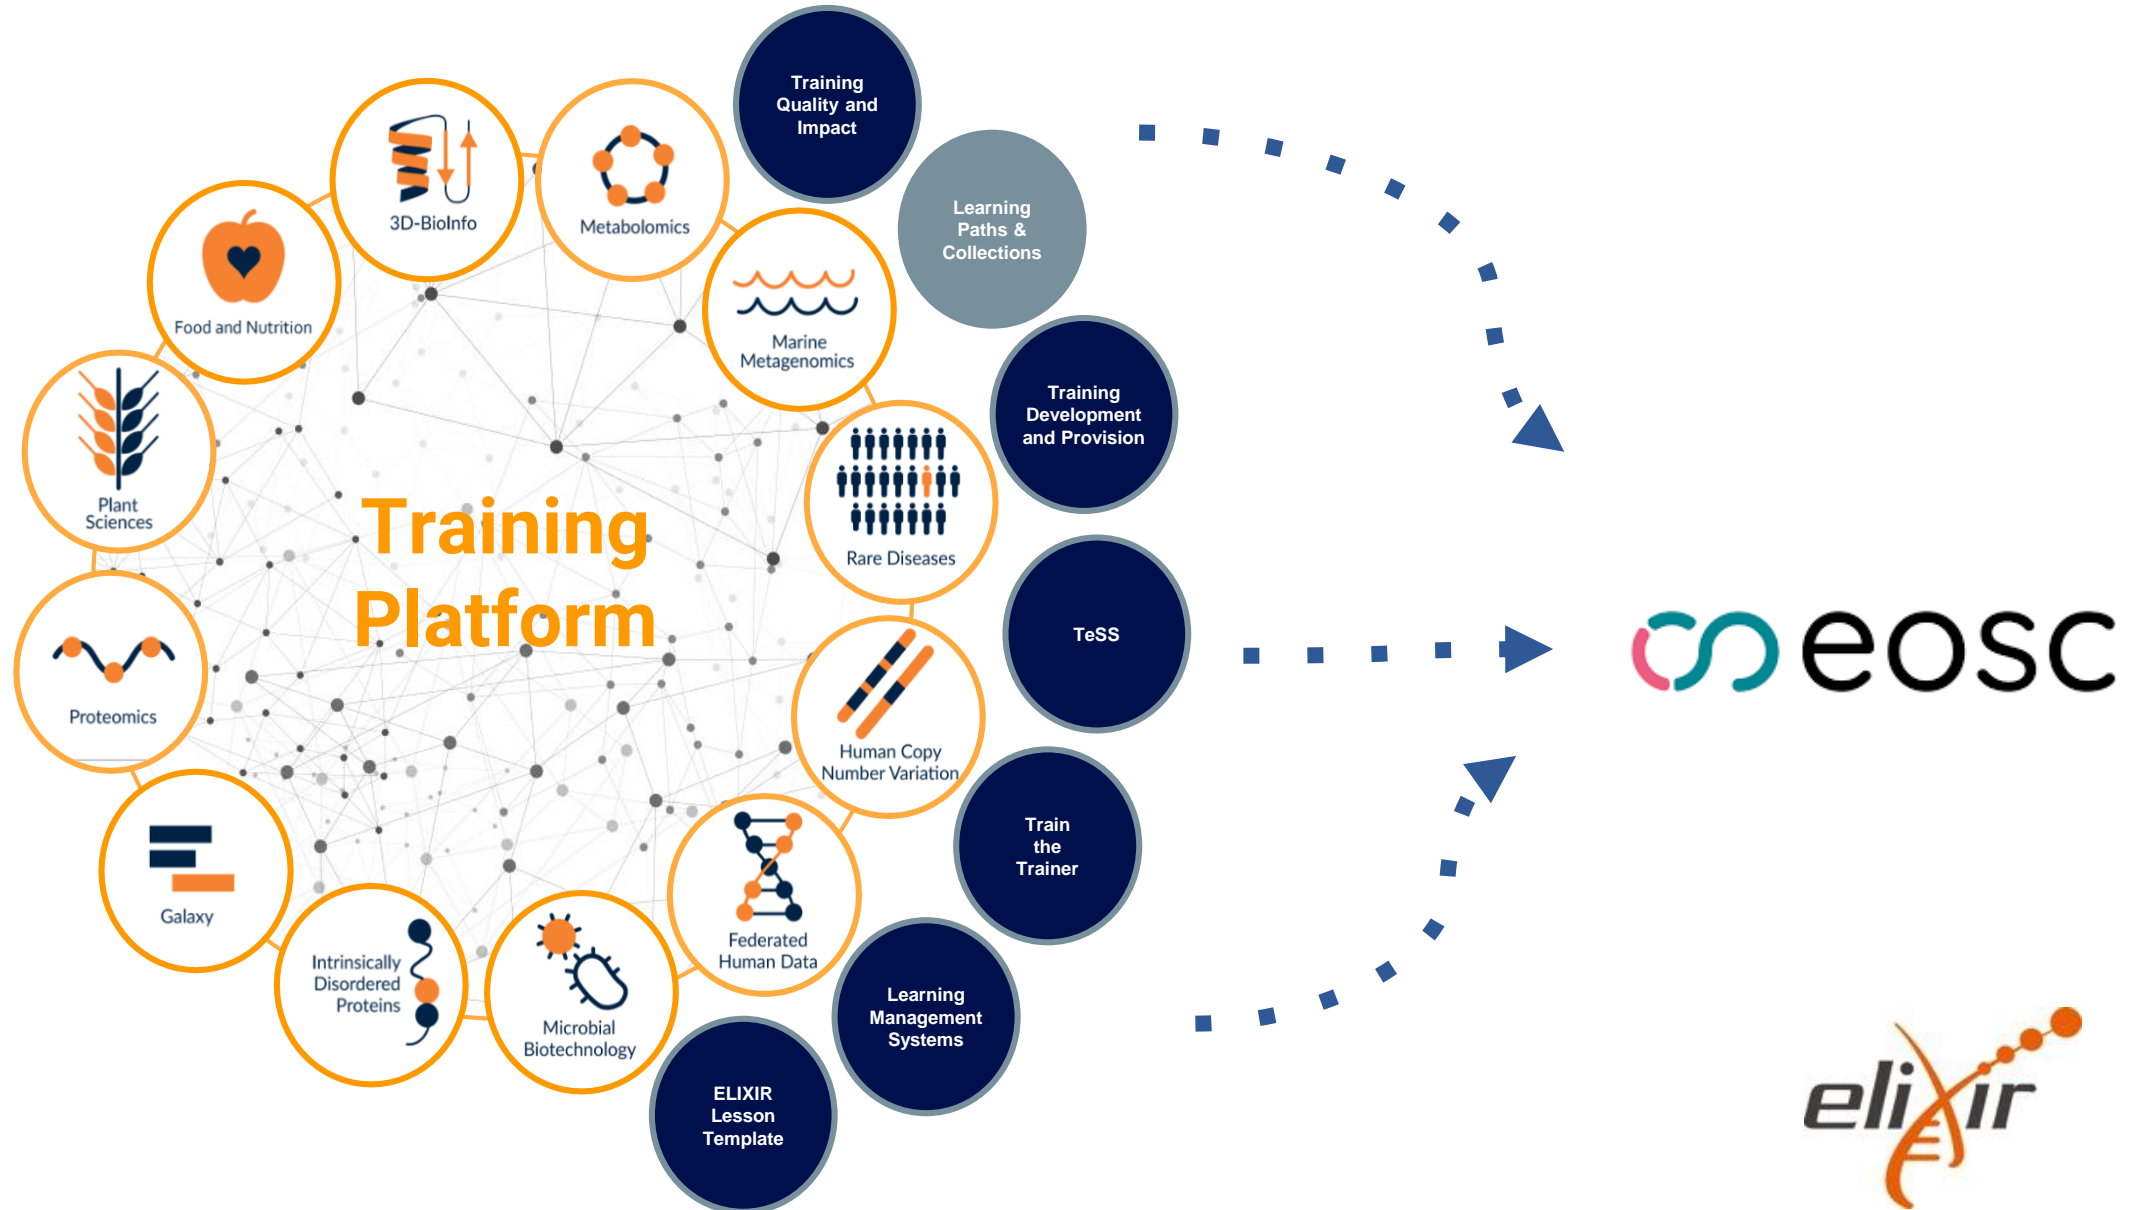 Training
Quality and
Impact
Learning
Paths &
Collections
Training
Development
and Provision
TeSS
Train
the
Trainer
Learning
Management
Systems
ELIXIR
Lesson
Template
3D-BioInfo
Metabolomics
Marine
Metagenomics
Rare Diseases
Human Copy
Number Variation
Federated
Human Data
Microbial
Biotechnology
Intrinsically
Disordered
Proteins
Galaxy
Proteomics
Plant
Sciences
Food and Nutrition
Training
Platform
eosc
elixir